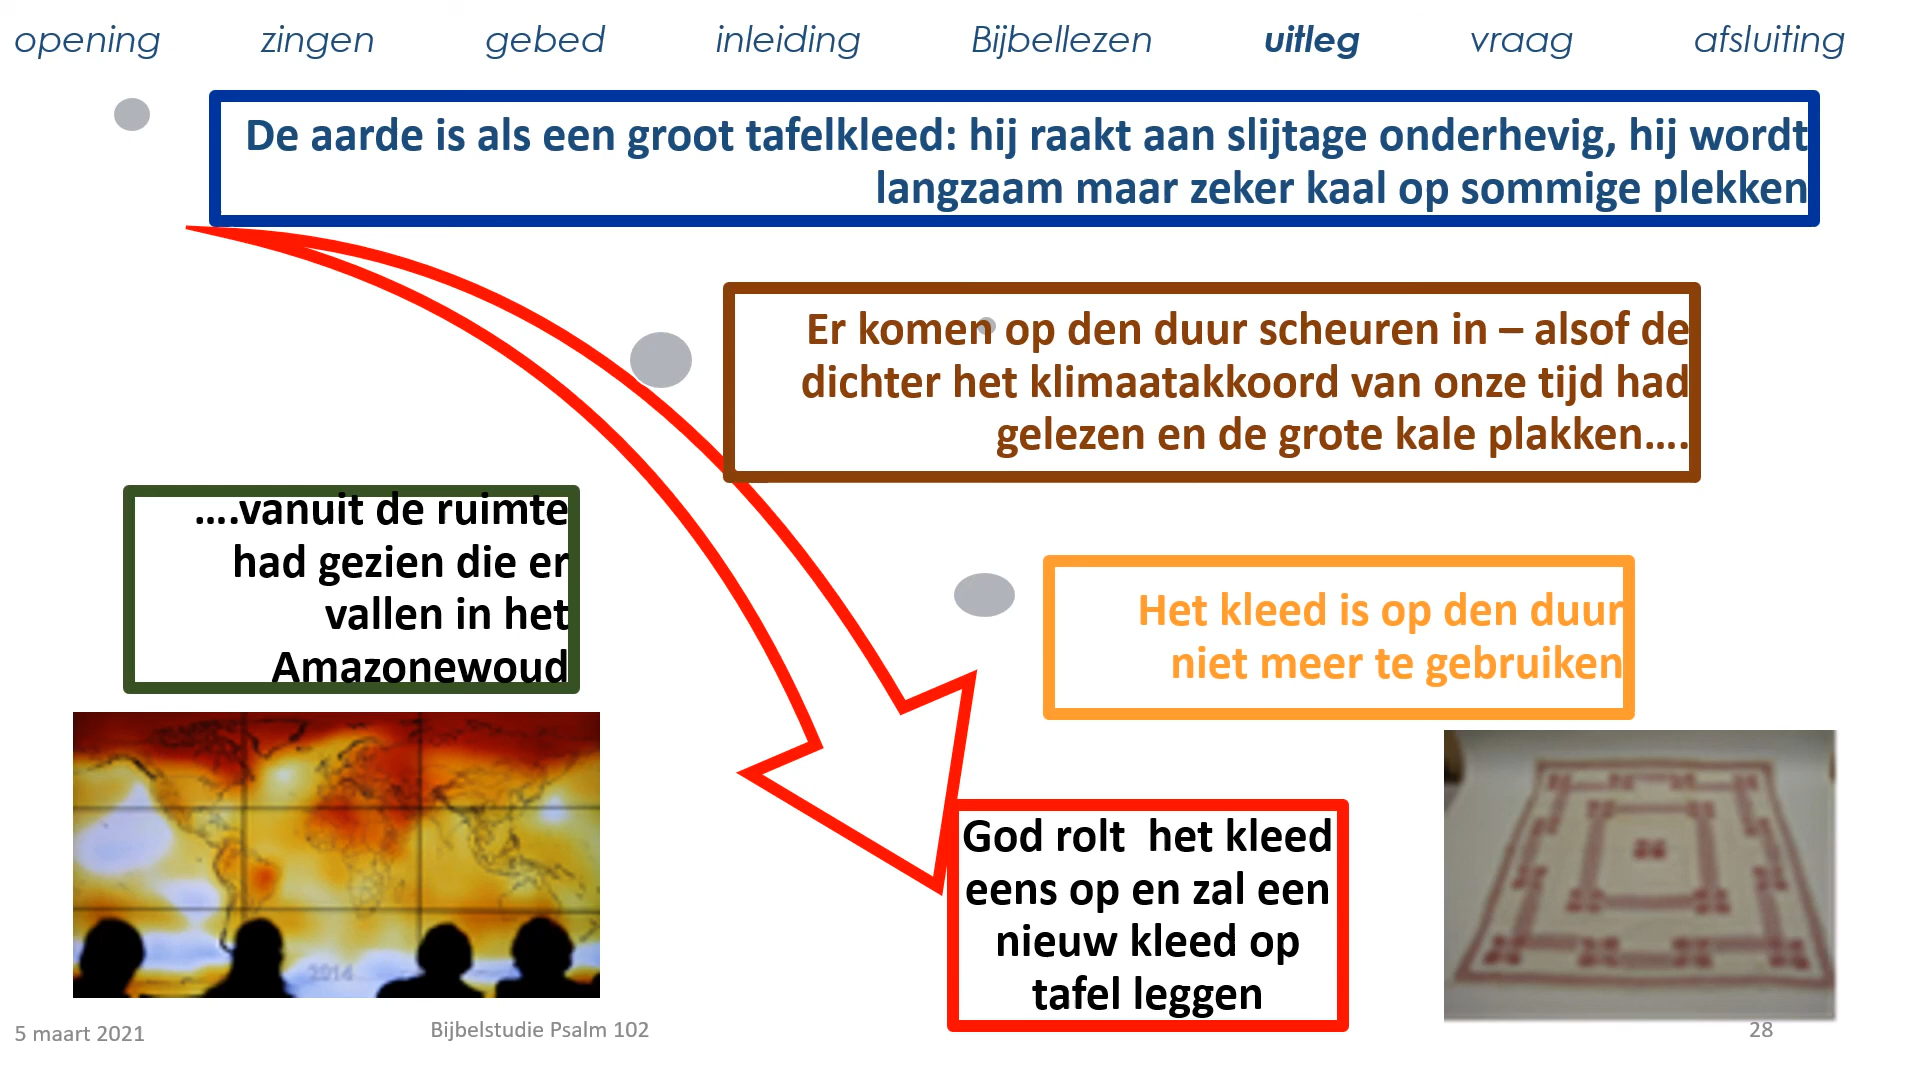 opening zingen gebed inleiding Bijbellezen uitleg vraag afsluiting
De aarde is als een groot tafelkleed: hij raakt aan slijtage onderhevig, hij wordt
langzaam maar zeker kaal op sommige plekken
Er komen op den duur scheuren in – alsof de
dichter het klimaatakkoord van onze tijd had
gelezen en de grote kale plakken....
....vanuit de ruimte
had gezien die er
vallen in het
Amazonewoud
Het kleed is op den duur
niet meer te gebruiken
God rolt  het kleed
eens op en zal een
nieuw kleed op
tafel leggen
2014
5 maart 2021
Bijbelstudie Psalm 102
28